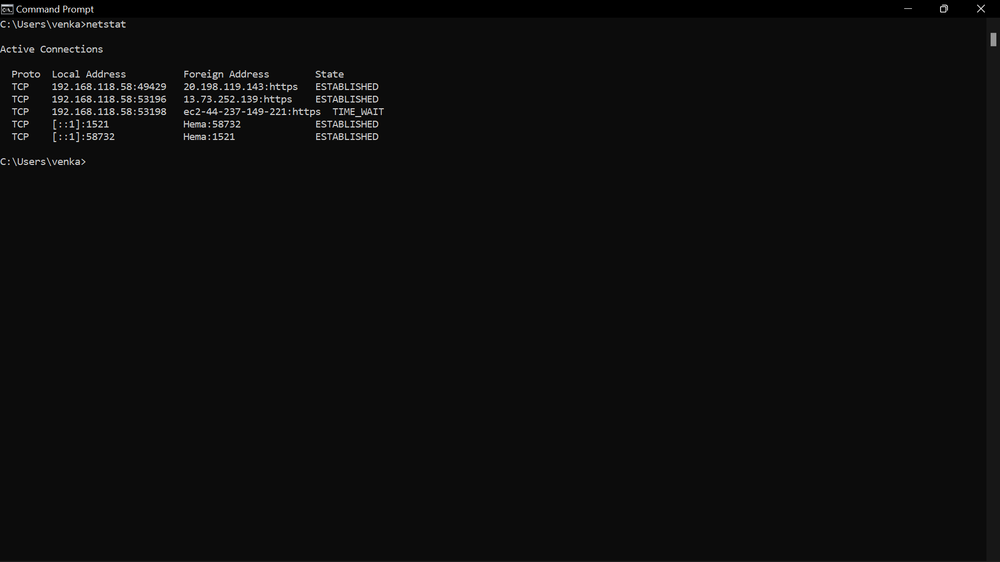 Command Prompt
C:\Users\venka>netstat
Active Connections
Proto  Local Address          Foreign Address        State
TCP    192.168.118.58:49429   20.198.119.143:https   ESTABLISHED
TCP    192.168.118.58:53196   13.73.252.139:https    ESTABLISHED
TCP    192.168.118.58:53198   ec2-44-237-149-221:https  TIME_WAIT
TCP    [::1]:1521             Hema:58732             ESTABLISHED
TCP    [::1]:58732            Hema:1521              ESTABLISHED
C:\Users\venka>